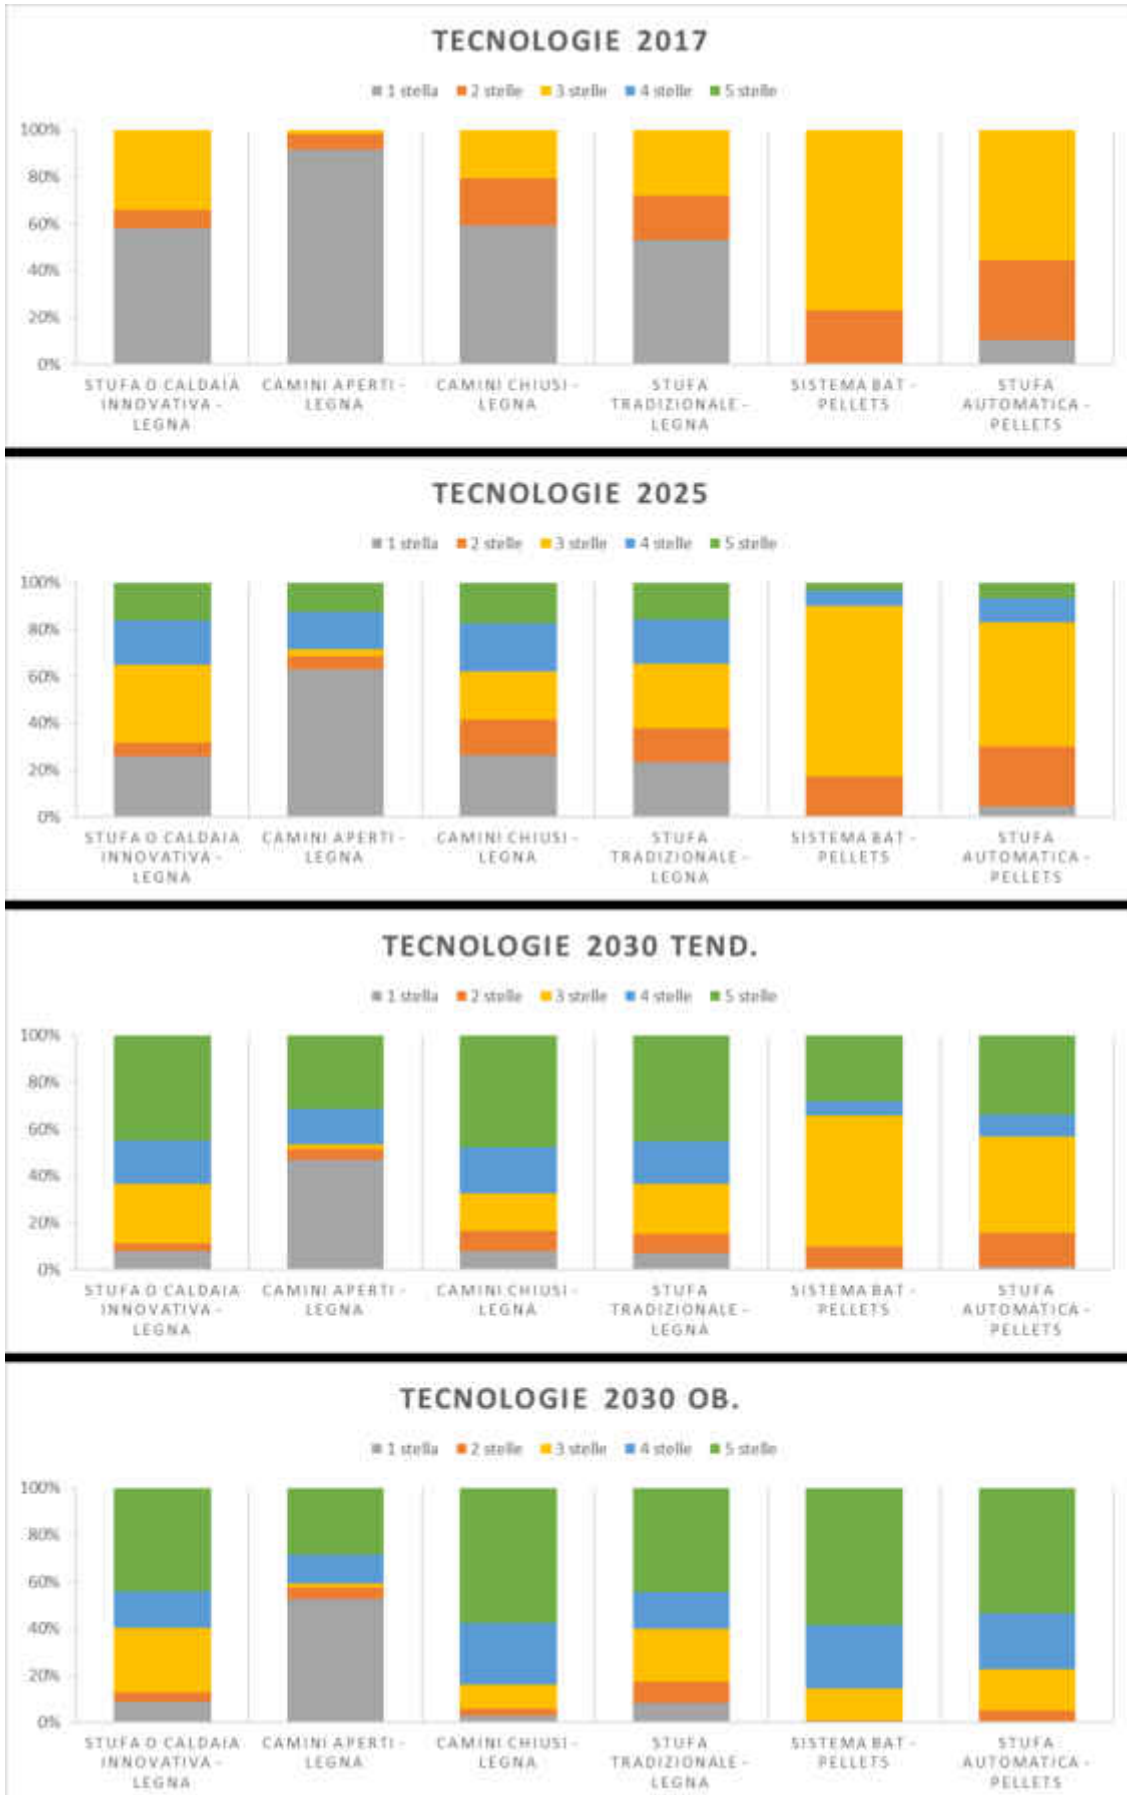 TECNOLOGIE 2017
1 stella 2 stelle 3 stelle 4 stelle 5 stelle
100%
80%
60%
40%
20%
0%
STUFA O CALDAIA INNOVATIVA - LEGNA
CAMINI APERTI - LEGNA
CAMINI CHIUSI - LEGNA
STUFA TRADIZIONALE - LEGNA
SISTEMA BAT - PELLETS
STUFA AUTOMATICA - PELLETS
TECNOLOGIE 2025
1 stella 2 stelle 3 stelle 4 stelle 5 stelle
100%
80%
60%
40%
20%
0%
STUFA O CALDAIA INNOVATIVA - LEGNA
CAMINI APERTI - LEGNA
CAMINI CHIUSI - LEGNA
STUFA TRADIZIONALE - LEGNA
SISTEMA BAT - PELLETS
STUFA AUTOMATICA - PELLETS
TECNOLOGIE 2030 TEND.
1 stella 2 stelle 3 stelle 4 stelle 5 stelle
100%
80%
60%
40%
20%
0%
STUFA O CALDAIA INNOVATIVA - LEGNA
CAMINI APERTI - LEGNA
CAMINI CHIUSI - LEGNA
STUFA TRADIZIONALE - LEGNA
SISTEMA BAT - PELLETS
STUFA AUTOMATICA - PELLETS
TECNOLOGIE 2030 OB.
1 stella 2 stelle 3 stelle 4 stelle 5 stelle
100%
80%
60%
40%
20%
0%
STUFA O CALDAIA INNOVATIVA - LEGNA
CAMINI APERTI - LEGNA
CAMINI CHIUSI - LEGNA
STUFA TRADIZIONALE - LEGNA
SISTEMA BAT - PELLETS
STUFA AUTOMATICA - PELLETS